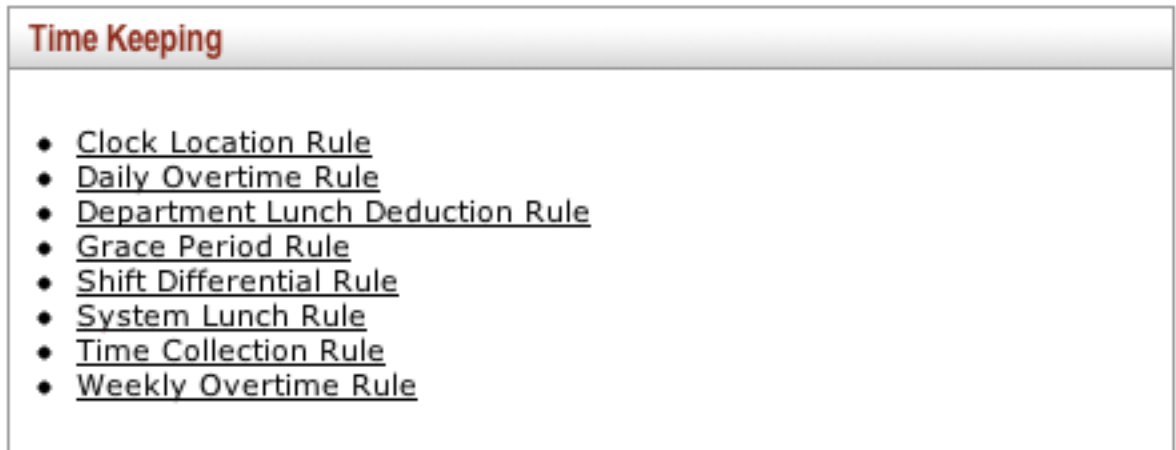 Time Keeping
Clock Location Rule
Daily Overtime Rule
Department Lunch Deduction Rule
Grace Period Rule
Shift Differential Rule
System Lunch Rule
Time Collection Rule
Weekly Overtime Rule